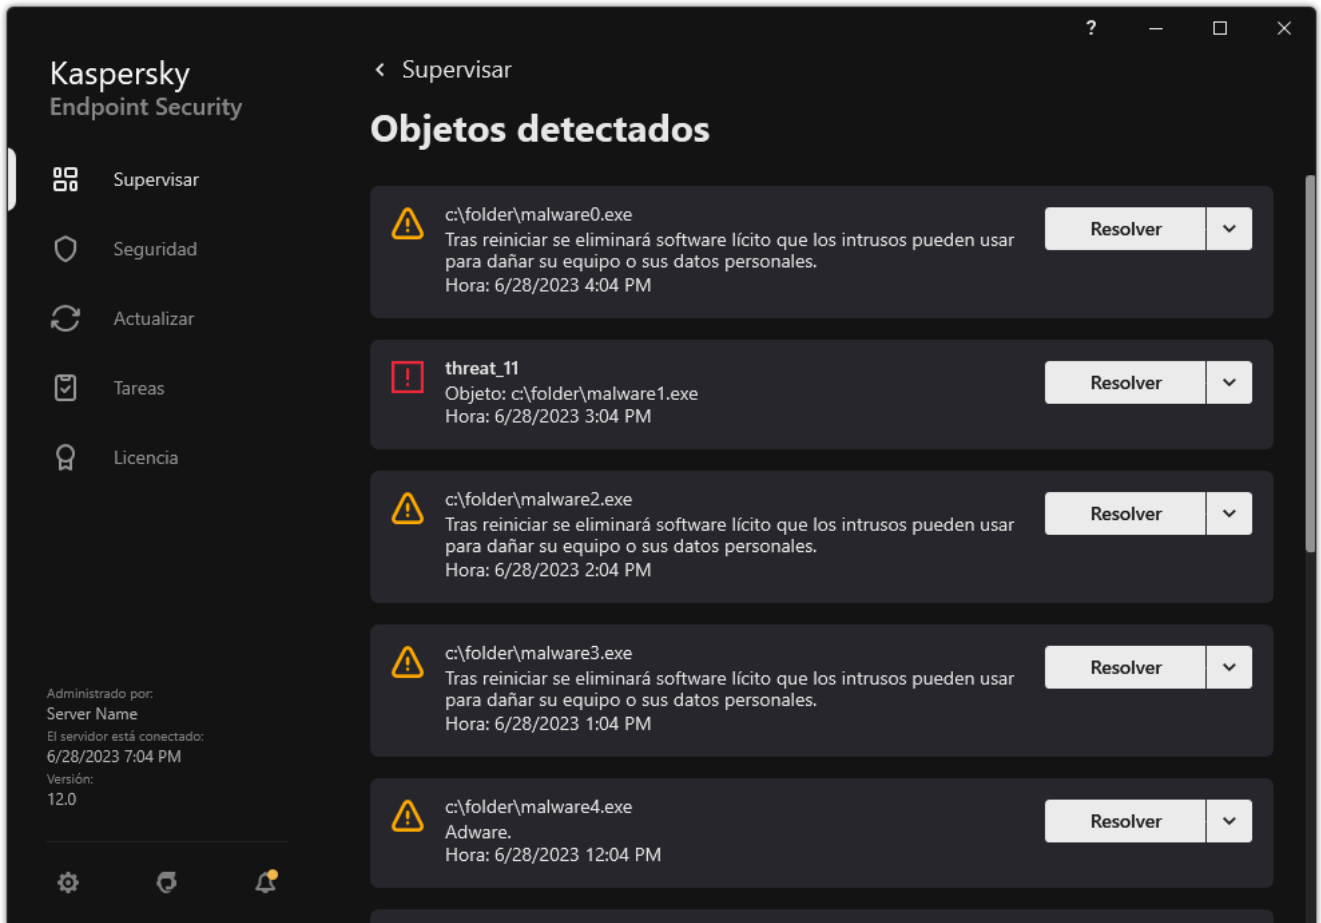 ?
Kaspersky
Endpoint Security
Supervisar
Seguridad
Actualizar
Tareas
Licencia
Administrado por:
Server Name
El servidor está conectado:
6/28/2023 7:04 PM
Versión:
12.0
Supervisar
Objetos detectados
c:\folder\malware0.exe
Tras reiniciar se eliminará software lícito que los intrusos pueden usar
para dañar su equipo o sus datos personales.
Hora: 6/28/2023 4:04 PM
Resolver
threat_11
Objeto: c:\folder\malware1.exe
Hora: 6/28/2023 3:04 PM
Resolver
c:\folder\malware2.exe
Tras reiniciar se eliminará software lícito que los intrusos pueden usar
para dañar su equipo o sus datos personales.
Hora: 6/28/2023 2:04 PM
Resolver
c:\folder\malware3.exe
Tras reiniciar se eliminará software lícito que los intrusos pueden usar
para dañar su equipo o sus datos personales.
Hora: 6/28/2023 1:04 PM
Resolver
c:\folder\malware4.exe
Adware.
Hora: 6/28/2023 12:04 PM
Resolver